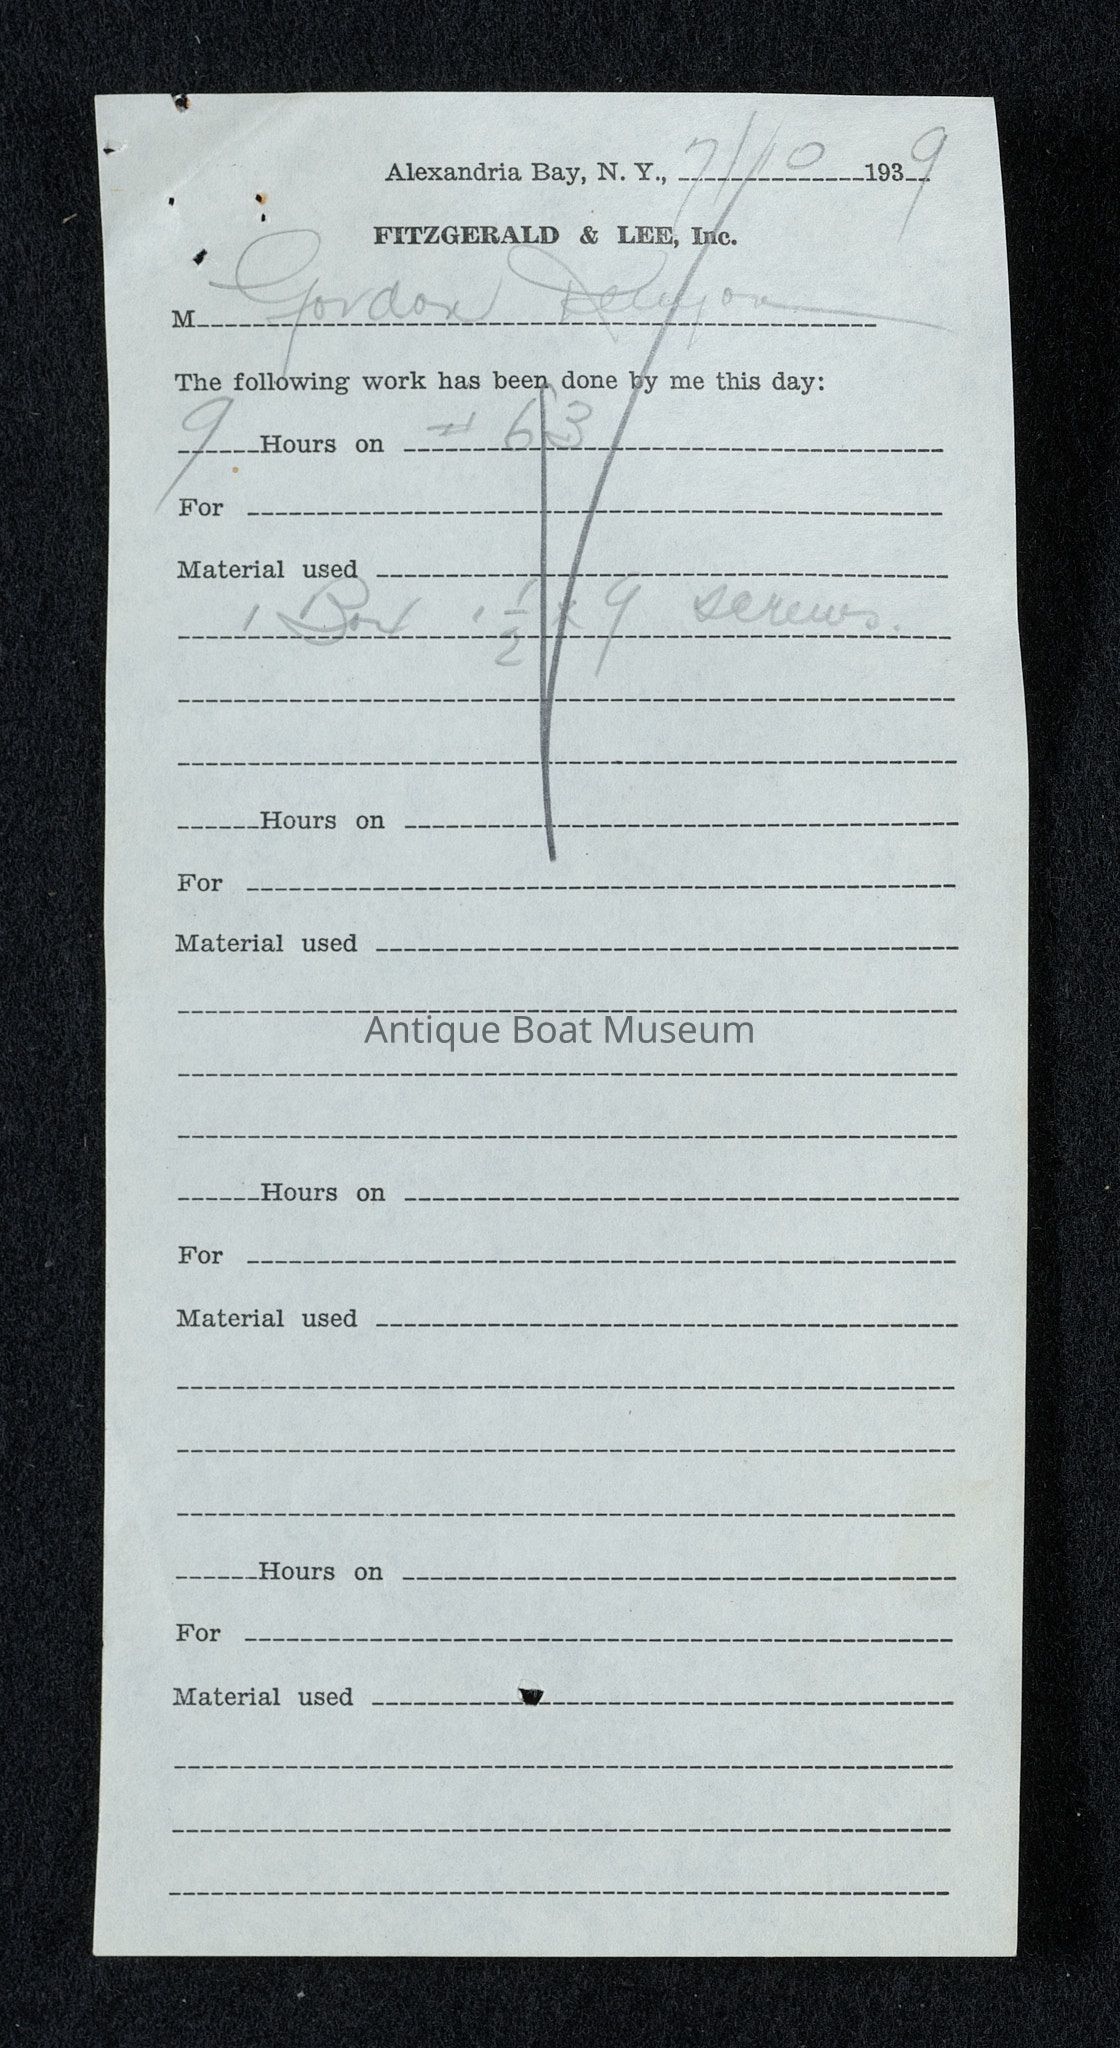 Alexandria Bay, N. Y., 7/10 1939
FITZGERALD & LEE, Inc.
M Gordon
The following work has been done by me this day:
9 Hours on # 63
For
Material used
1 Box 1 1/2 x 9 screws.
Hours on
For
Material used
Antique Boat Museum
Hours on
For
Material used
Hours on
For
Material used